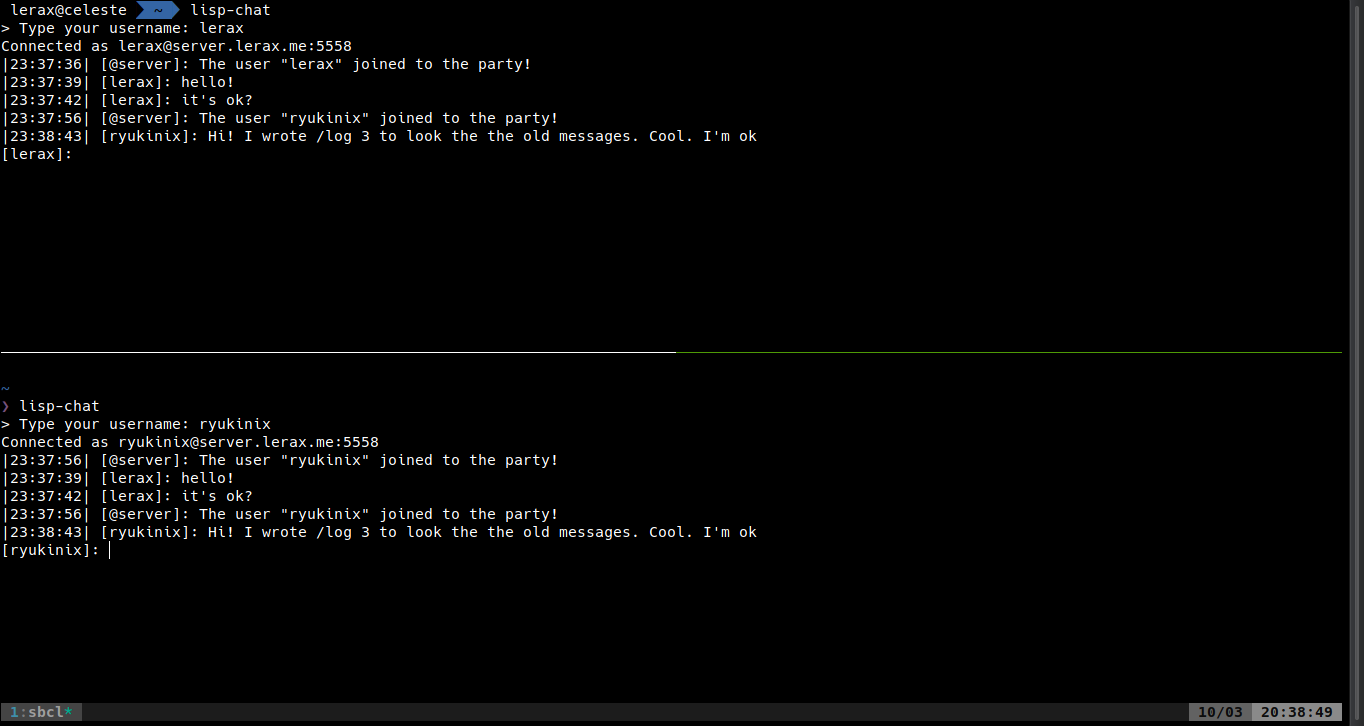 lerax@celeste ~ lisp-chat
> Type your username: lerax
Connected as lerax@server.lerax.me:5558
|23:37:36| [@server]: The user "lerax" joined to the party!
|23:37:39| [lerax]: hello!
|23:37:42| [lerax]: it's ok?
|23:37:56| [@server]: The user "ryukinix" joined to the party!
|23:38:43| [ryukinix]: Hi! I wrote /log 3 to look the the old messages. Cool. I'm ok
[lerax]:
~
❯ lisp-chat
> Type your username: ryukinix
Connected as ryukinix@server.lerax.me:5558
|23:37:56| [@server]: The user "ryukinix" joined to the party!
|23:37:39| [lerax]: hello!
|23:37:42| [lerax]: it's ok?
|23:37:56| [@server]: The user "ryukinix" joined to the party!
|23:38:43| [ryukinix]: Hi! I wrote /log 3 to look the the old messages. Cool. I'm ok
[ryukinix]:
1:sbcl* 10/03 20:38:49